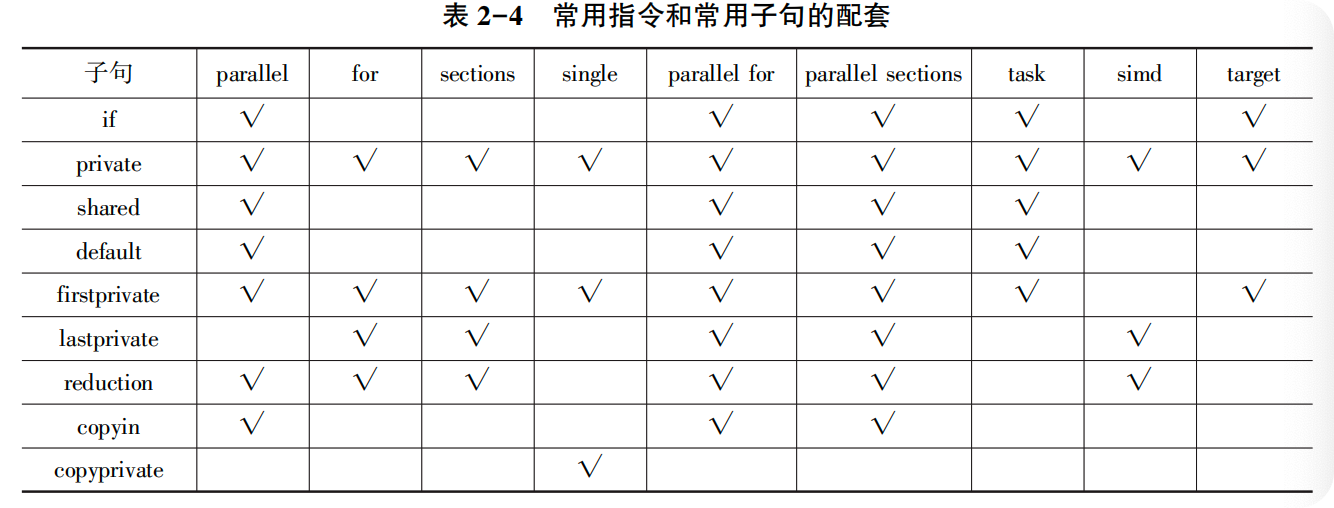 表 2-4 常用指令和常用子句的配套
子句 parallel for sections single parallel for parallel sections task simd target
if √ √ √ √ √
private √ √ √ √ √ √ √ √ √
shared √ √ √ √
default √ √ √ √
firstprivate √ √ √ √ √ √ √ √
lastprivate √ √ √ √ √
reduction √ √ √ √ √ √
copyin √ √ √
copyprivate √